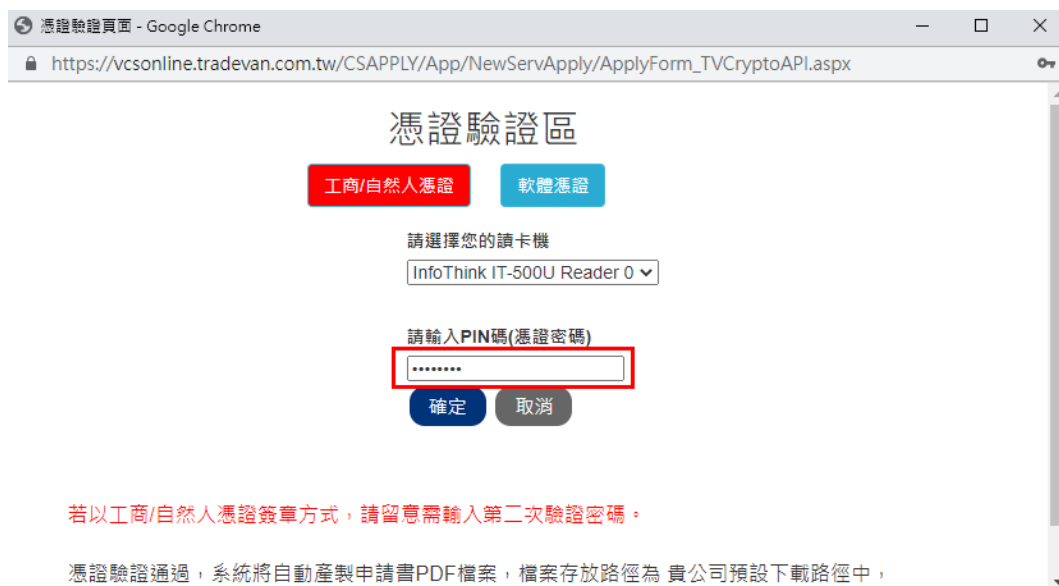 憑證驗證頁面 - Google Chrome
https://vcsonline.tradevan.com.tw/CSAPPLY/App/NewServApply/ApplyForm_TVCryptoAPI.aspx
憑證驗證區
工商/自然人憑證 軟體憑證
請選擇您的讀卡機
InfoThink IT-500U Reader 0
請輸入PIN碼(憑證密碼)
••••••••
確定 取消
若以工商/自然人憑證簽章方式，請留意需輸入第二次驗證密碼。
憑證驗證通過，系統將自動產製申請書PDF檔案，檔案存放路徑為 貴公司預設下載路徑中，